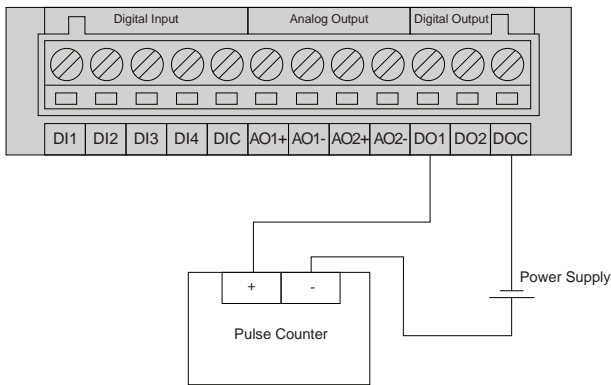 Digital Input Analog Output Digital Output
DI1 DI2 DI3 DI4 DIC AO1+ AO1- AO2+ AO2- DO1 DO2 DOC
Power Supply
+ -
Pulse Counter